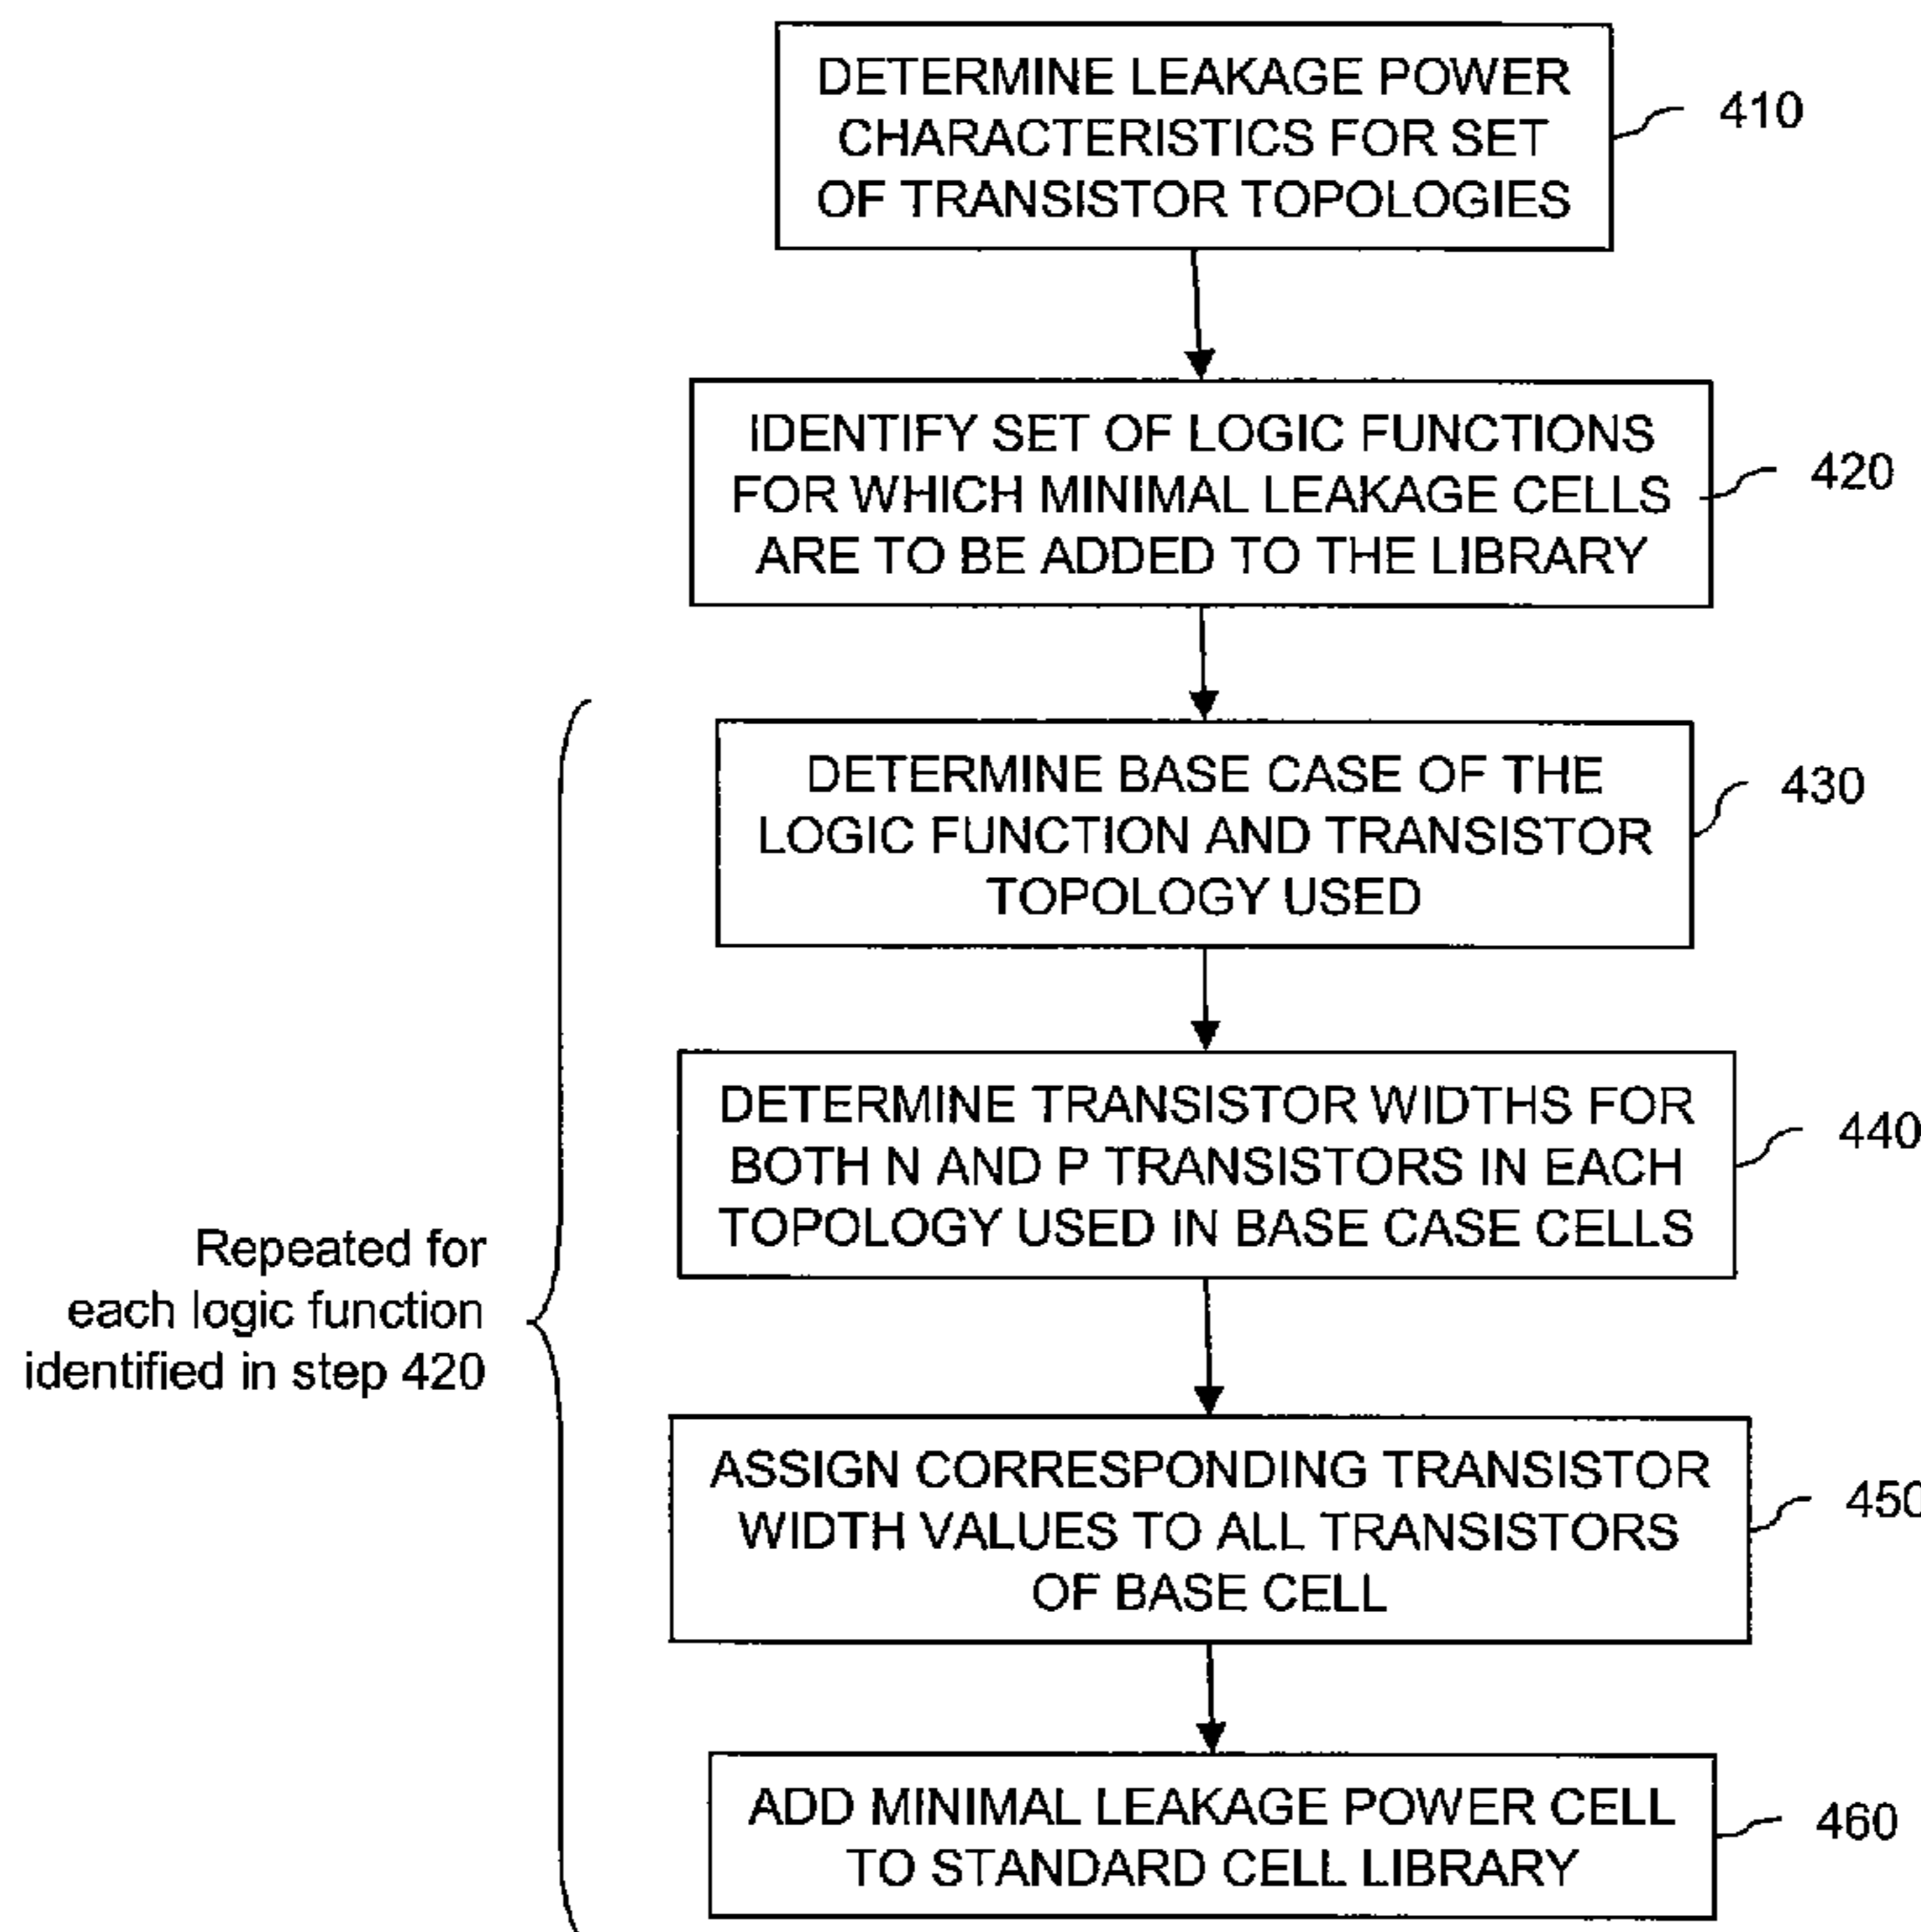 DETERMINE LEAKAGE POWER
CHARACTERISTICS FOR SET
OF TRANSISTOR TOPOLOGIES
410
IDENTIFY SET OF LOGIC FUNCTIONS
FOR WHICH MINIMAL LEAKAGE CELLS
ARE TO BE ADDED TO THE LIBRARY
420
DETERMINE BASE CASE OF THE
LOGIC FUNCTION AND TRANSISTOR
TOPOLOGY USED
430
DETERMINE TRANSISTOR WIDTHS FOR
BOTH N AND P TRANSISTORS IN EACH
TOPOLOGY USED IN BASE CASE CELLS
440
Repeated for
each logic function
identified in step 420
ASSIGN CORRESPONDING TRANSISTOR
WIDTH VALUES TO ALL TRANSISTORS
OF BASE CELL
450
ADD MINIMAL LEAKAGE POWER CELL
TO STANDARD CELL LIBRARY
460